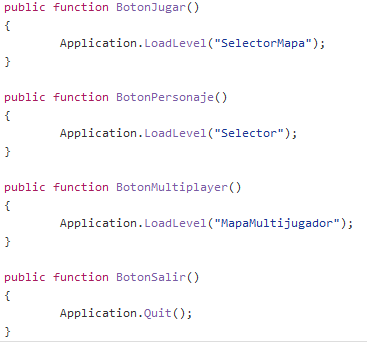 public function BotonJugar()
{
        Application.LoadLevel("SelectorMapa");
}

public function BotonPersonaje()
{
        Application.LoadLevel("Selector");
}

public function BotonMultiplayer()
{
        Application.LoadLevel("MapaMultijugador");
}

public function BotonSalir()
{
        Application.Quit();
}